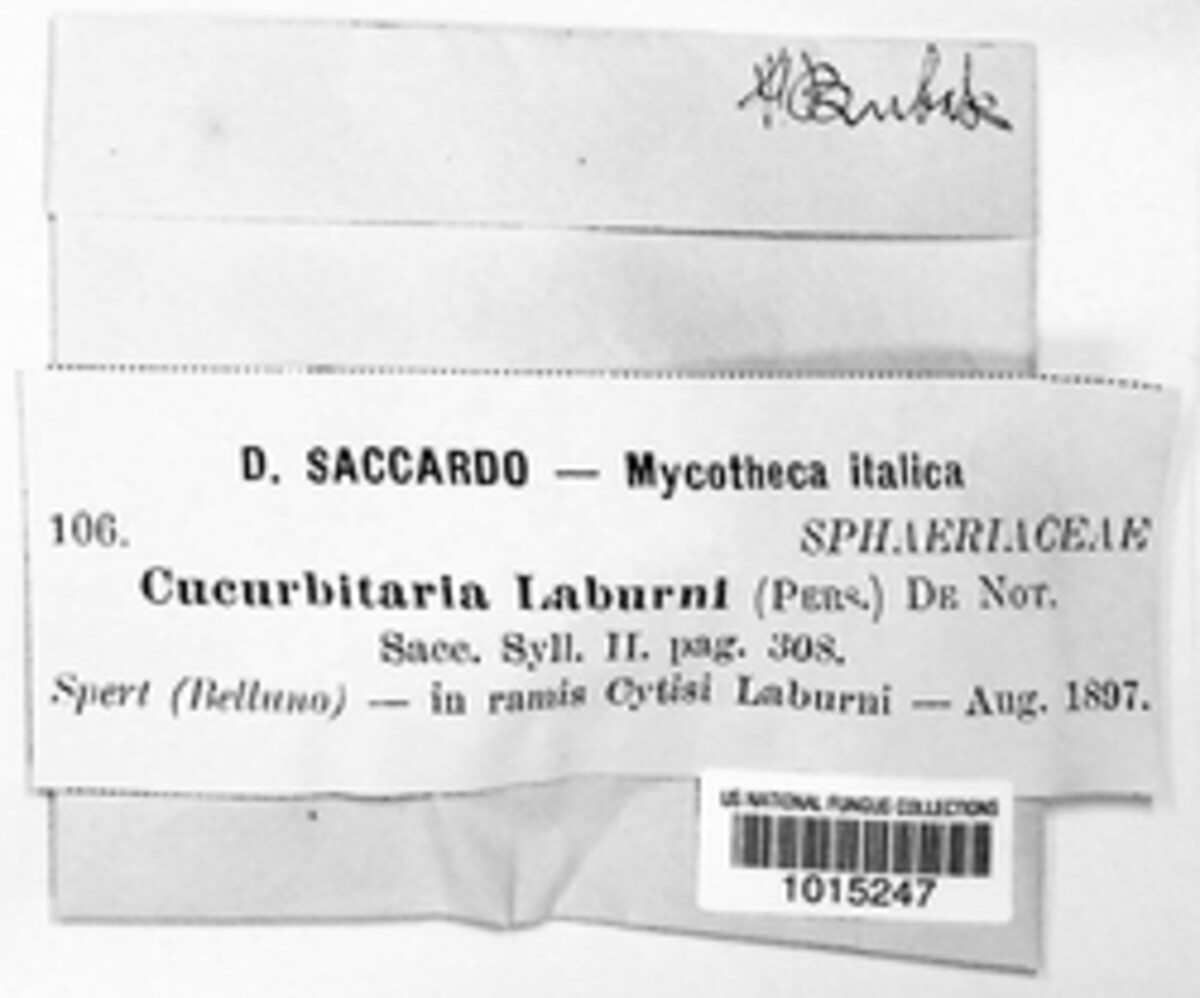 D. SACCARDO — Mycotheca italica
106. SPHAERIACEAE
Cucurbitaria Laburni (PERS.) DE NOT.
Sacc. Syll. II. pag. 308.
Spert (Belluno) — in ramis Cytisi Laburni — Aug. 1897.
US NATIONAL FUNGUS COLLECTIONS
1015247